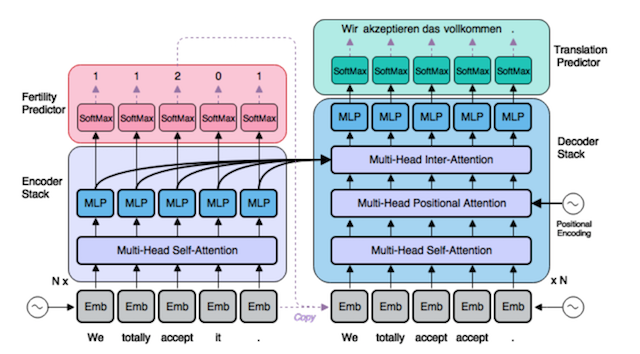 Wir akzeptieren das vollkommen .
Translation
Predictor
SoftMax SoftMax SoftMax SoftMax SoftMax
1 1 2 0 1
Fertility
Predictor
SoftMax SoftMax SoftMax SoftMax SoftMax
MLP MLP MLP MLP MLP
Decoder
Stack
Multi-Head Inter-Attention
Encoder
Stack
MLP MLP MLP MLP MLP
Multi-Head Positional Attention
Positional
Encoding
Multi-Head Self-Attention
Multi-Head Self-Attention
N x
x N
Emb Emb Emb Emb Emb
Copy
Emb Emb Emb Emb Emb
We totally accept it .
We totally accept accept .